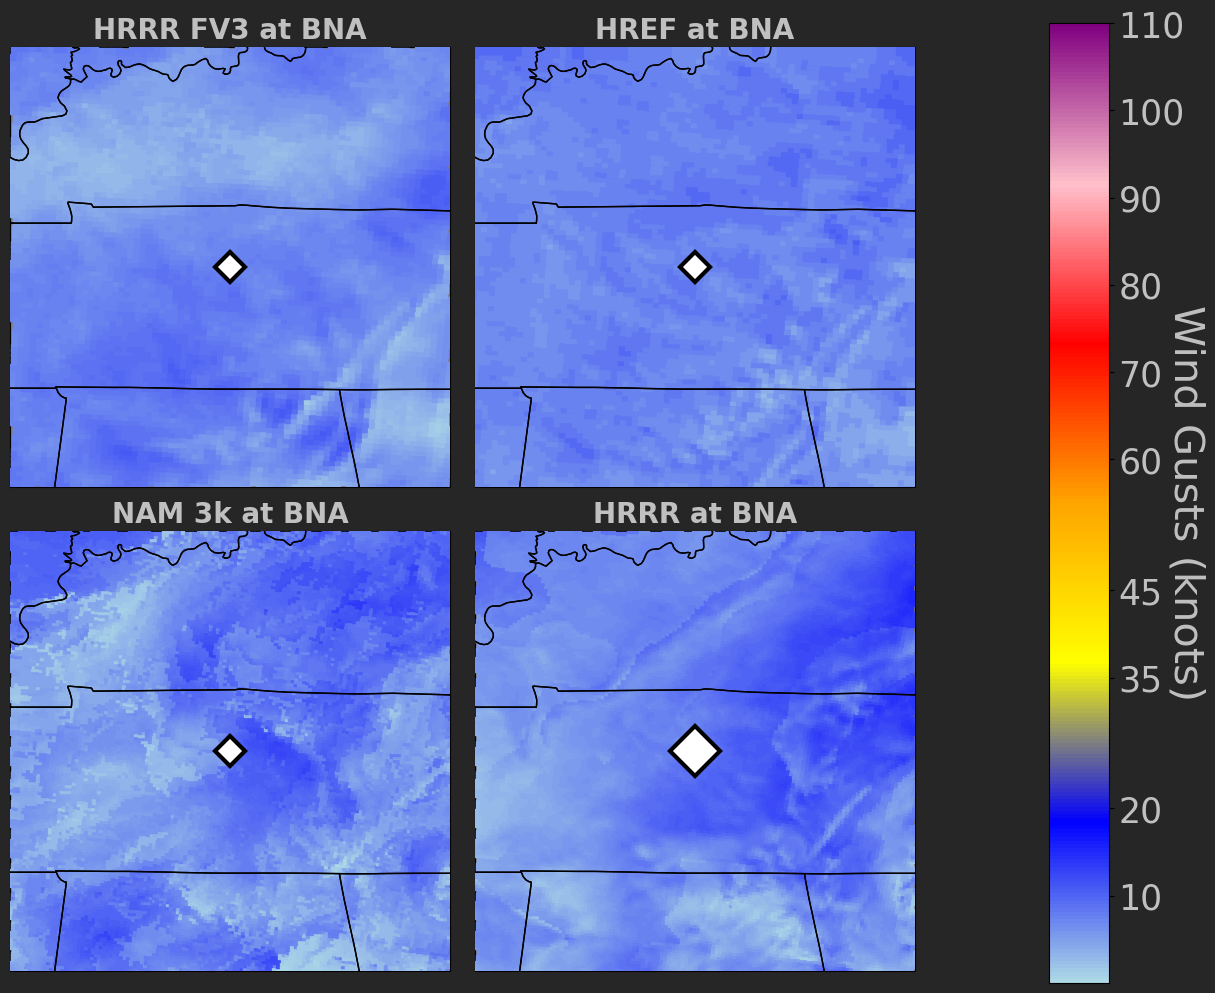 HRRR FV3 at BNA
HREF at BNA
NAM 3k at BNA
HRRR at BNA
110
100
90
80
70
60
45
35
20
10
Wind Gusts (knots)